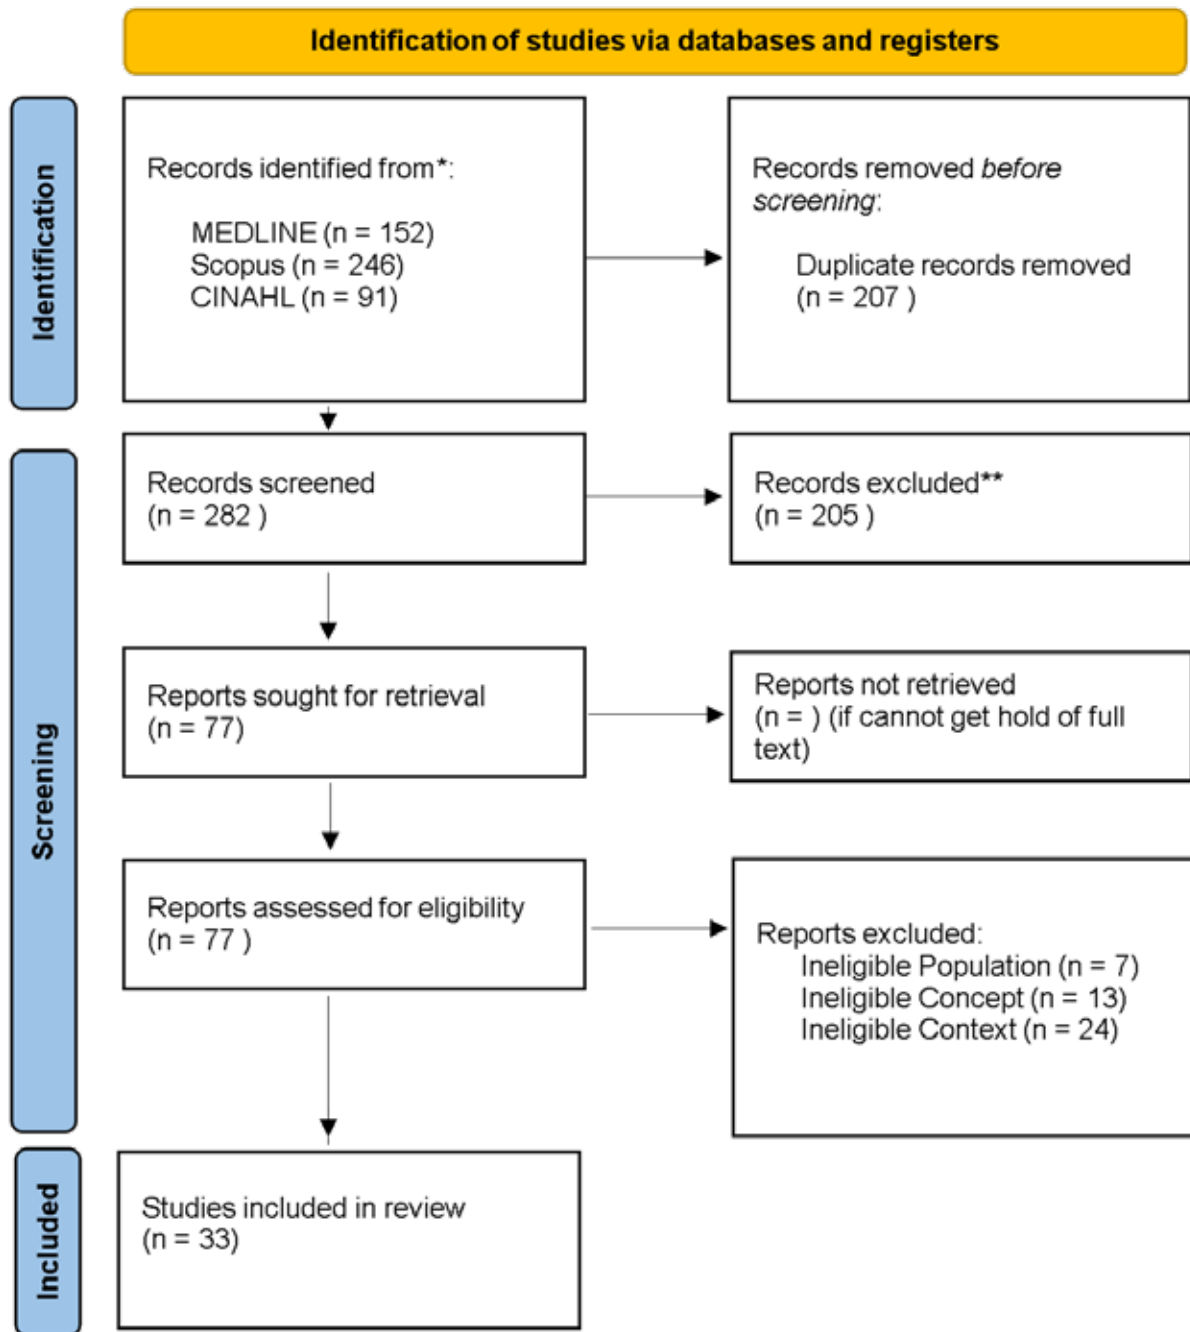 Identification of studies via databases and registers
Identification
Records identified from*:
MEDLINE (n = 152)
Scopus (n = 246)
CINAHL (n = 91)
Records removed before
screening:
Duplicate records removed
(n = 207 )
Screening
Records screened
(n = 282 )
Records excluded**
(n = 205 )
Reports sought for retrieval
(n = 77)
Reports not retrieved
(n = ) (if cannot get hold of full
text)
Reports assessed for eligibility
(n = 77 )
Reports excluded:
Ineligible Population (n = 7)
Ineligible Concept (n = 13)
Ineligible Context (n = 24)
Included
Studies included in review
(n = 33)